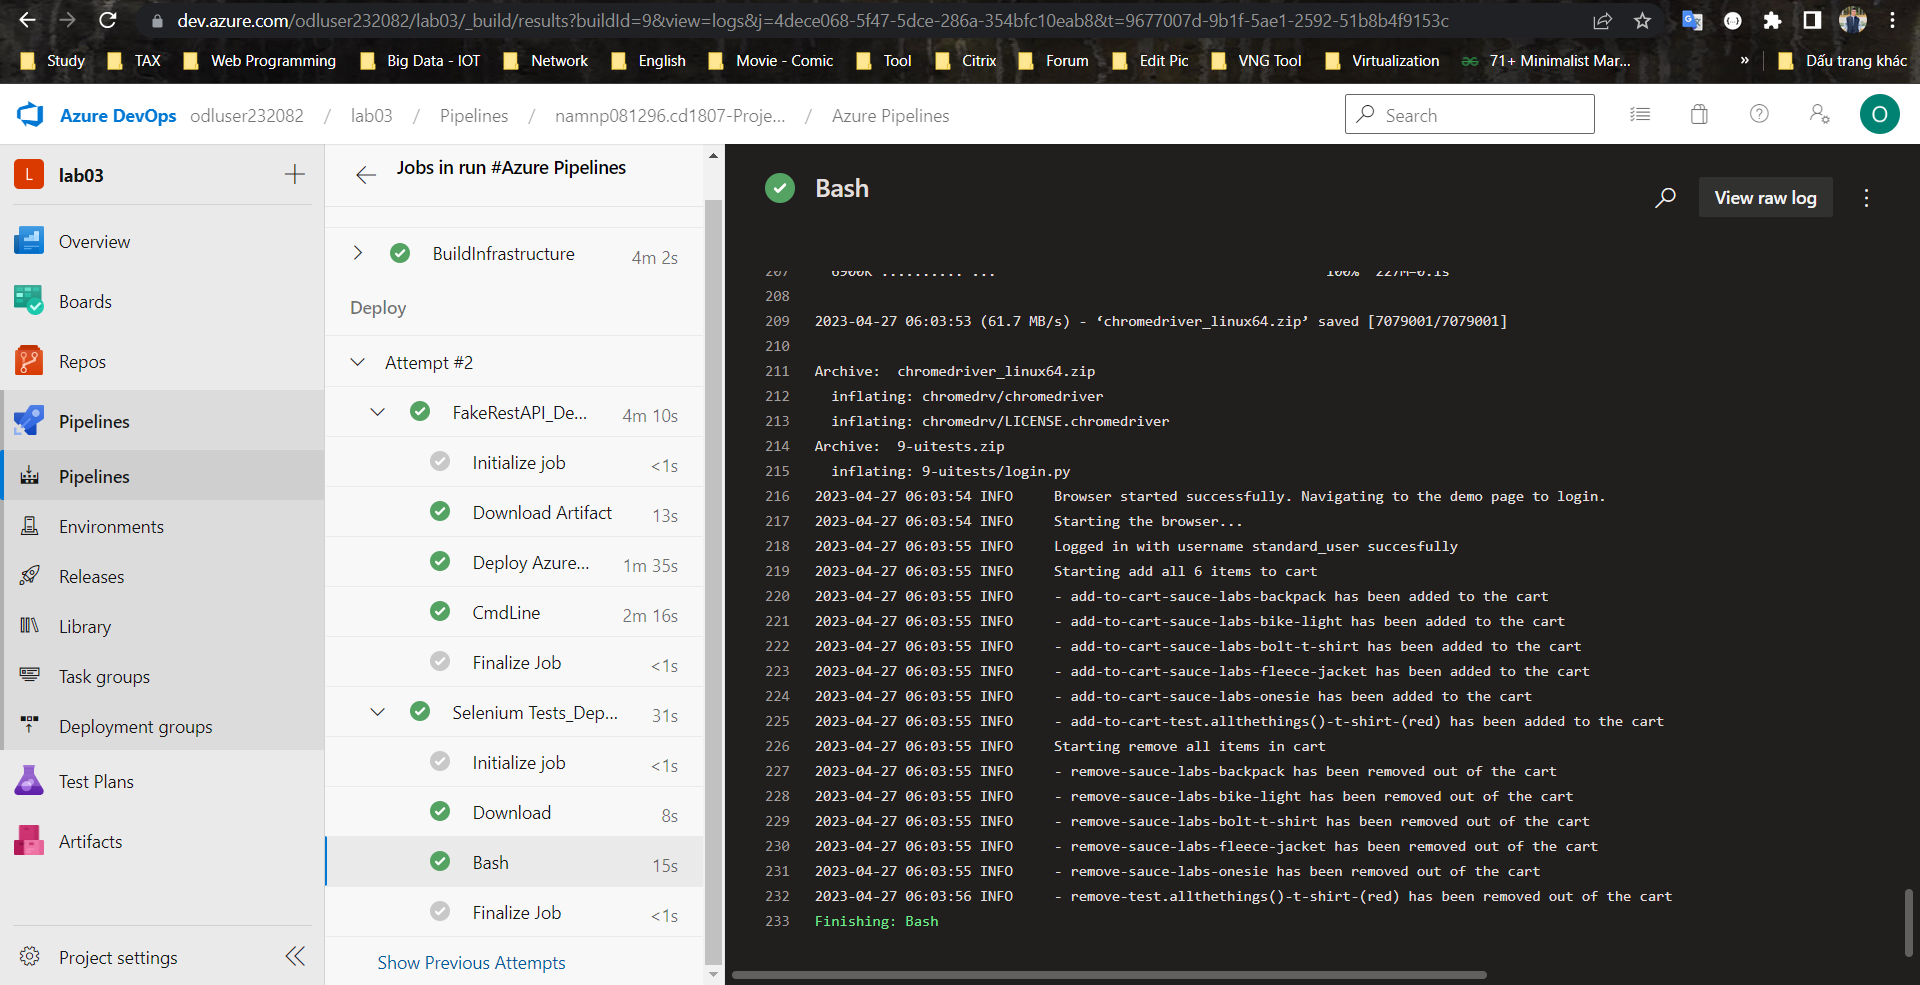 dev.azure.com/odluser232082/lab03/_build/results?buildId=9&view=logs&j=4dece068-5f47-5dce-286a-354bfc10eab8&t=9677007d-9b1f-5ae1-2592-51b8b4f9153c
Study TAX Web Programming Big Data - IOT Network English Movie - Comic Tool Citrix Forum Edit Pic VNG Tool Virtualization 71+ Minimalist Mar... » Dấu trang khác
Azure DevOps odluser232082 / lab03 / Pipelines / namnp081296.cd1807-Proje... / Azure Pipelines
Search
O
L lab03
Overview
Boards
Repos
Pipelines
Pipelines
Environments
Releases
Library
Task groups
Deployment groups
Test Plans
Artifacts
Project settings
Jobs in run #Azure Pipelines
BuildInfrastructure 4m 2s
Deploy
Attempt #2
FakeRestAPI_De... 4m 10s
Initialize job <1s
Download Artifact 13s
Deploy Azure... 1m 35s
CmdLine 2m 16s
Finalize Job <1s
Selenium Tests_Dep... 31s
Initialize job <1s
Download 8s
Bash 15s
Finalize Job <1s
Show Previous Attempts
Bash
View raw log
207 6900K .......... ... 100% 227M=0.1s
208
209 2023-04-27 06:03:53 (61.7 MB/s) - ‘chromedriver_linux64.zip’ saved [7079001/7079001]
210
211 Archive: chromedriver_linux64.zip
212 inflating: chromedrv/chromedriver
213 inflating: chromedrv/LICENSE.chromedriver
214 Archive: 9-uitests.zip
215 inflating: 9-uitests/login.py
216 2023-04-27 06:03:54 INFO Browser started successfully. Navigating to the demo page to login.
217 2023-04-27 06:03:54 INFO Starting the browser...
218 2023-04-27 06:03:55 INFO Logged in with username standard_user succesfully
219 2023-04-27 06:03:55 INFO Starting add all 6 items to cart
220 2023-04-27 06:03:55 INFO - add-to-cart-sauce-labs-backpack has been added to the cart
221 2023-04-27 06:03:55 INFO - add-to-cart-sauce-labs-bike-light has been added to the cart
222 2023-04-27 06:03:55 INFO - add-to-cart-sauce-labs-bolt-t-shirt has been added to the cart
223 2023-04-27 06:03:55 INFO - add-to-cart-sauce-labs-fleece-jacket has been added to the cart
224 2023-04-27 06:03:55 INFO - add-to-cart-sauce-labs-onesie has been added to the cart
225 2023-04-27 06:03:55 INFO - add-to-cart-test.allthethings()-t-shirt-(red) has been added to the cart
226 2023-04-27 06:03:55 INFO Starting remove all items in cart
227 2023-04-27 06:03:55 INFO - remove-sauce-labs-backpack has been removed out of the cart
228 2023-04-27 06:03:55 INFO - remove-sauce-labs-bike-light has been removed out of the cart
229 2023-04-27 06:03:55 INFO - remove-sauce-labs-bolt-t-shirt has been removed out of the cart
230 2023-04-27 06:03:55 INFO - remove-sauce-labs-fleece-jacket has been removed out of the cart
231 2023-04-27 06:03:55 INFO - remove-sauce-labs-onesie has been removed out of the cart
232 2023-04-27 06:03:56 INFO - remove-test.allthethings()-t-shirt-(red) has been removed out of the cart
233 Finishing: Bash